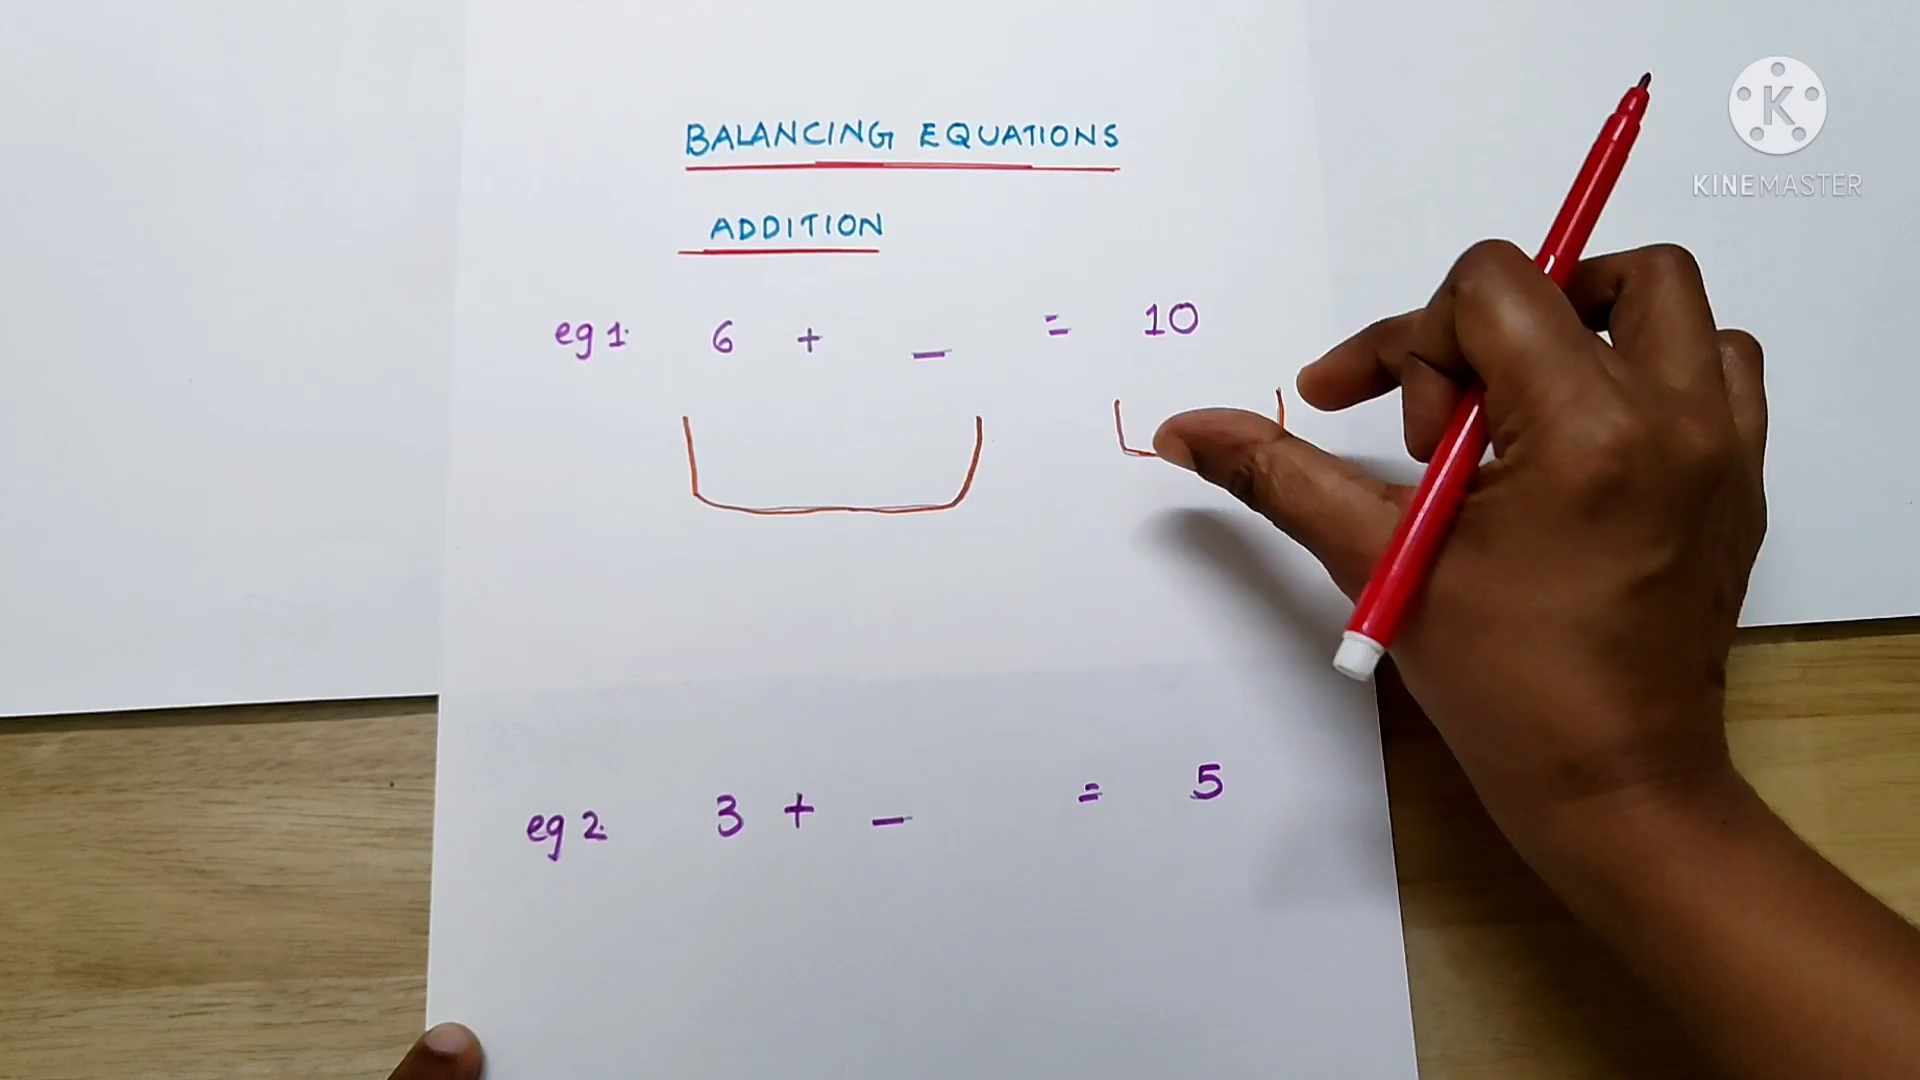 BALANCING EQUATIONS
KINEMASTER
ADDITION
eg 1. 6 + _ = 10
eg 2. 3 + _ = 5